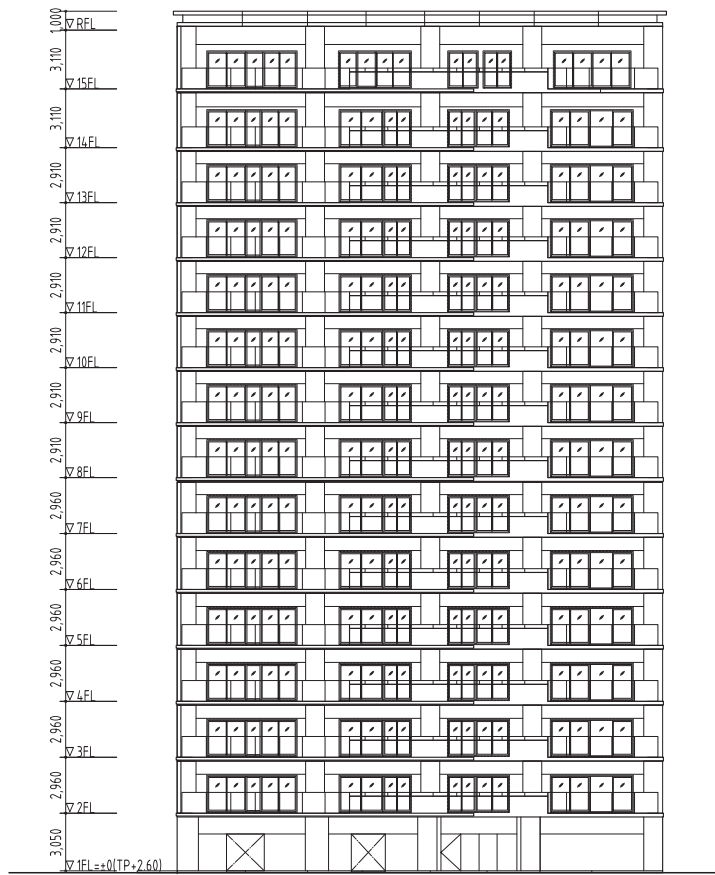 1,000
▽RFL
3,110
▽15FL
3,110
▽14FL
2,910
▽13FL
2,910
▽12FL
2,910
▽11FL
2,910
▽10FL
2,910
▽9FL
2,910
▽8FL
2,960
▽7FL
2,960
▽6FL
2,960
▽5FL
2,960
▽4FL
2,960
▽3FL
2,960
▽2FL
3,050
▽1FL=±0(TP+2.60)